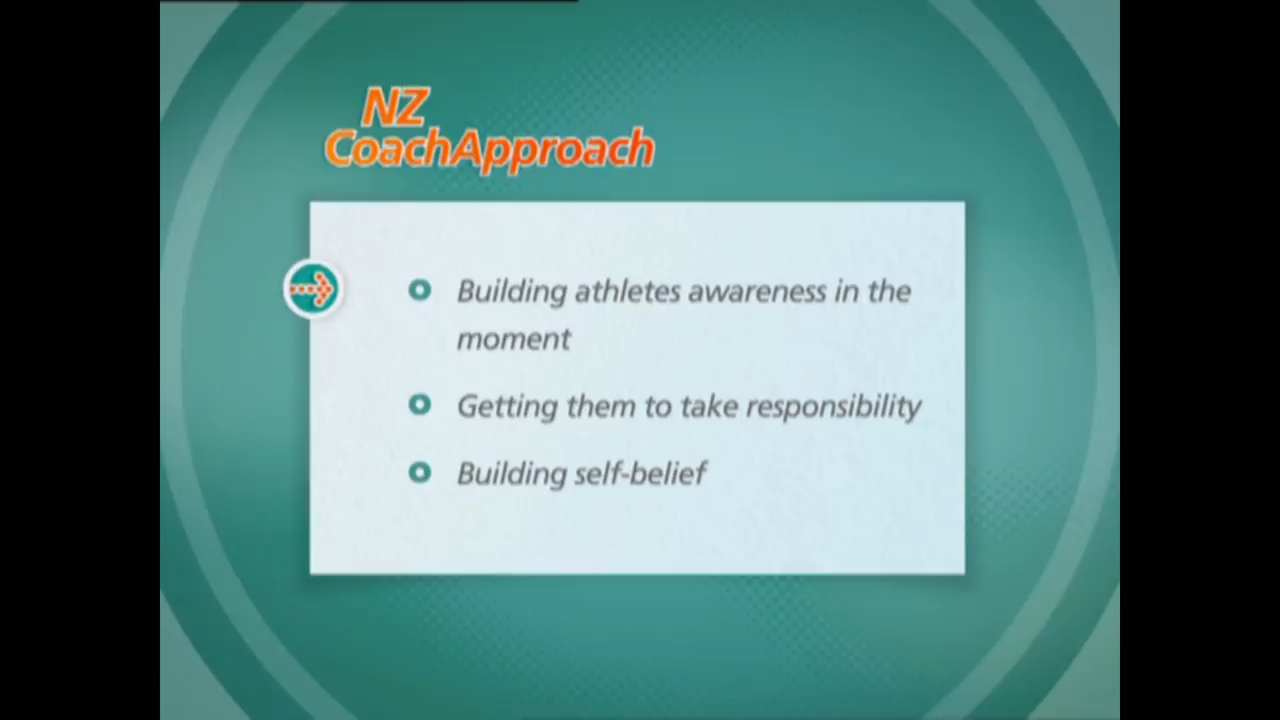 NZ
CoachApproach
Building athletes awareness in the
moment
Getting them to take responsibility
Building self-belief